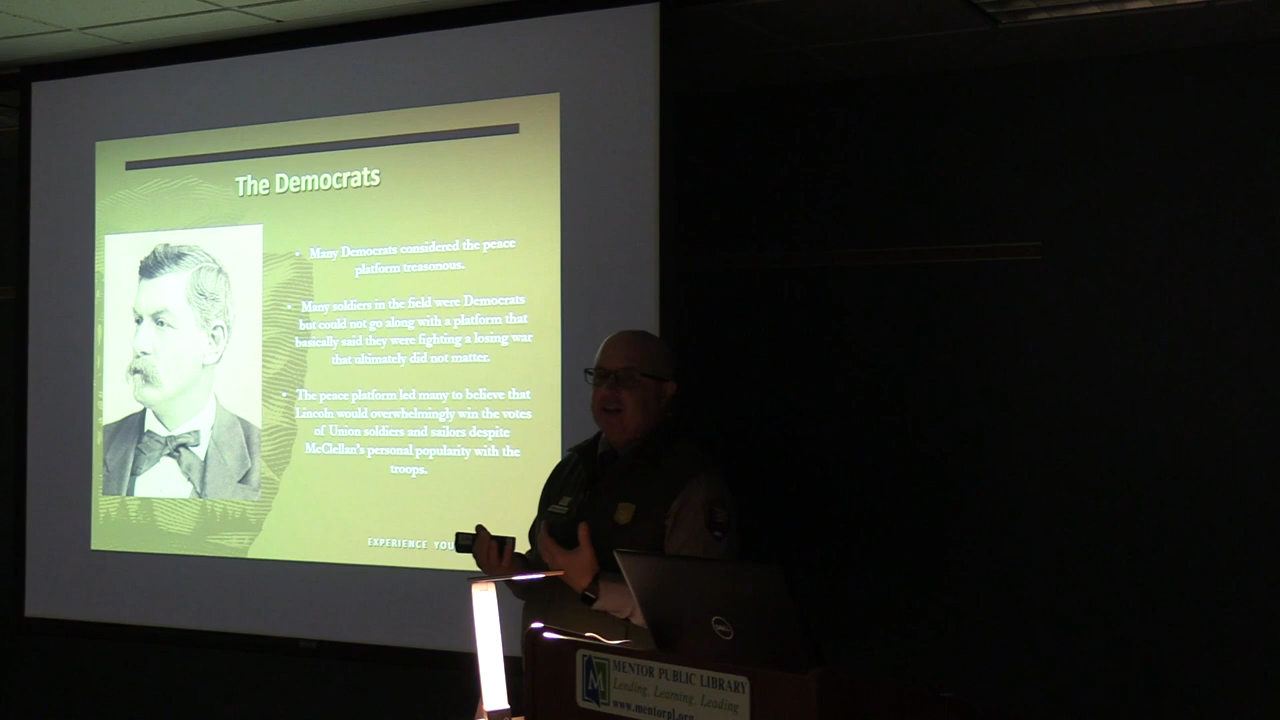 The Democrats
• Many Democrats considered the peace
platform treasonous.
• Many soldiers in the field were Democrats
but could not go along with a platform that
basically said they were fighting a losing war
that ultimately did not matter.
• The peace platform led many to believe that
Lincoln would overwhelmingly win the votes
of Union soldiers and sailors despite
McClellan's personal popularity with the
troops.
EXPERIENCE YOU
DELL
M
MENTOR PUBLIC LIBRARY
Lending, Learning, Leading
www.mentorpl.org